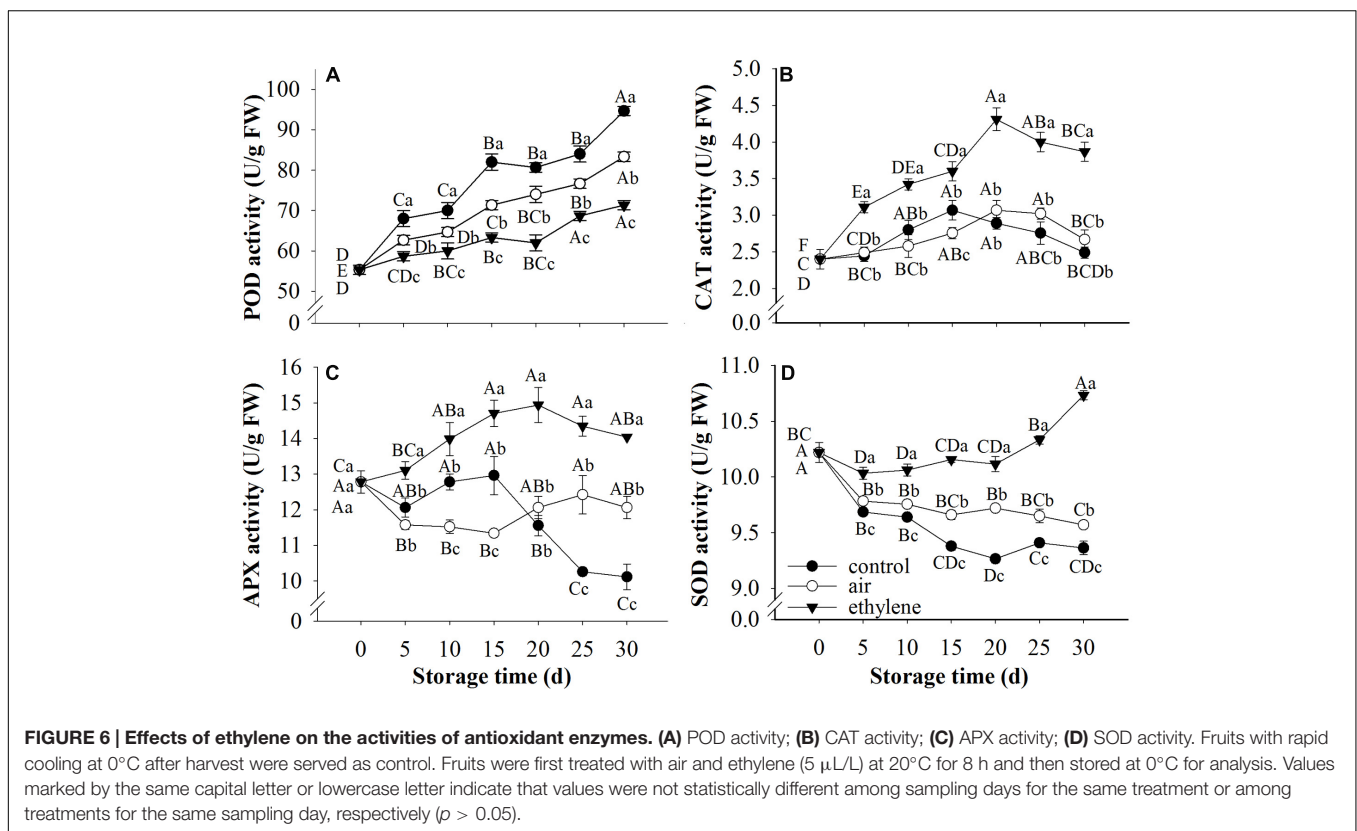 A
POD activity (U/g FW)
100
90
80
70
60
50
0
D
E
D
Ca
Ca
Ba
Ba
Ba
Aa
Db
Db
Cb
BCb
Bb
Ab
CDc
BCc
Bc
BCc
Ac
Ac
B
CAT activity (U/g FW)
5.0
4.5
4.0
3.5
3.0
2.5
2.0
0.0
F
C
D
Ea
DEa
CDa
Aa
ABa
BCa
CDb
ABb
Ab
Ab
Ab
BCb
BCb
BCb
ABc
Ab
ABCb
BCDb
C
APX activity (U/g FW)
16
15
14
13
12
11
10
0
Ca
Aa
Aa
BCa
ABa
Aa
Aa
Aa
ABa
ABb
Ab
Ab
ABb
Ab
ABb
Bb
Bc
Bc
Bb
Cc
Cc
0 5 10 15 20 25 30
Storage time (d)
D
SOD activity (U/g FW)
11.0
10.5
10.0
9.5
9.0
0.0
BC
A
A
Da
Da
CDa
CDa
Ba
Aa
Bb
Bb
BCb
Bb
BCb
Cb
Bc
Bc
CDc
Dc
Cc
CDc
control
air
ethylene
0 5 10 15 20 25 30
Storage time (d)
FIGURE 6 | Effects of ethylene on the activities of antioxidant enzymes. (A) POD activity; (B) CAT activity; (C) APX activity; (D) SOD activity. Fruits with rapid
cooling at 0°C after harvest were served as control. Fruits were first treated with air and ethylene (5 μL/L) at 20°C for 8 h and then stored at 0°C for analysis. Values
marked by the same capital letter or lowercase letter indicate that values were not statistically different among sampling days for the same treatment or among
treatments for the same sampling day, respectively (p > 0.05).